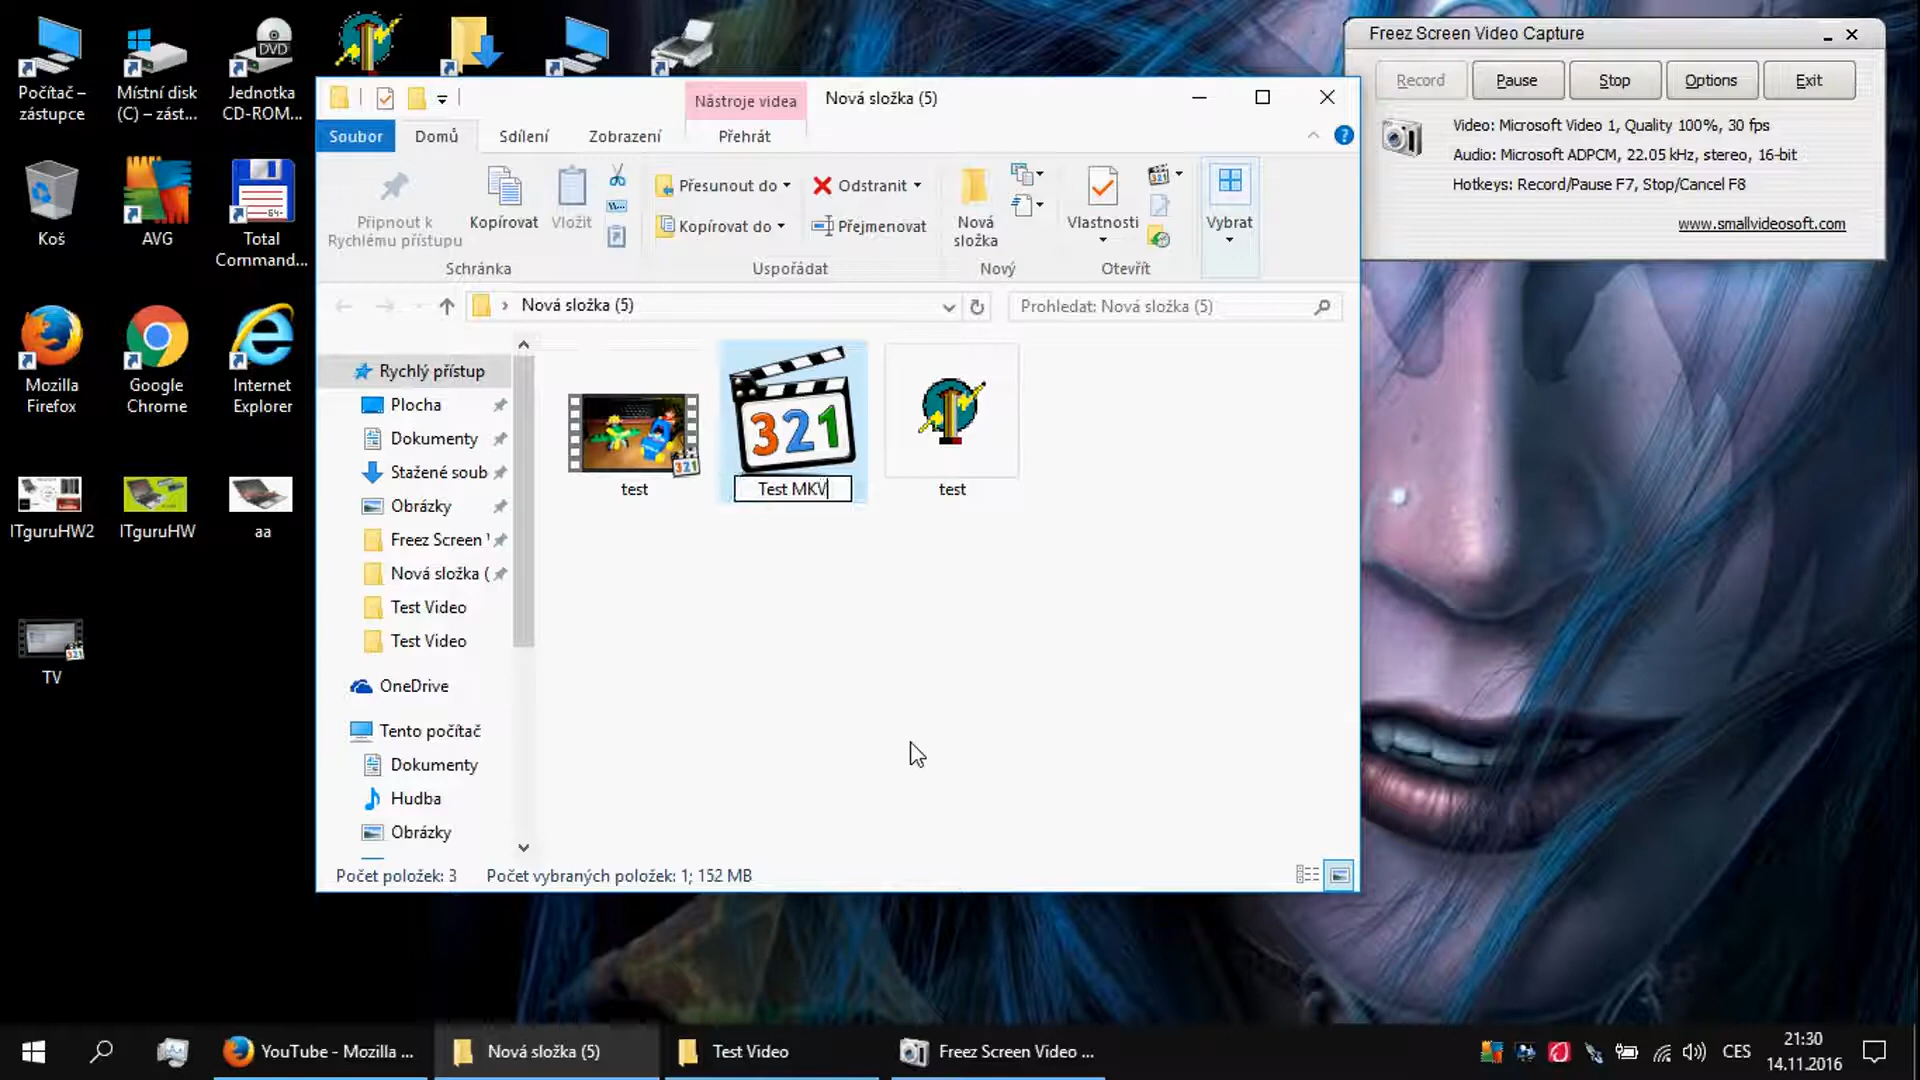 Počítač –
zástupce
Místní disk
(C) – zást...
DVD
Jednotka
CD-ROM...
Koš
AVG
64-
Total
Command...
Mozilla
Firefox
Google
Chrome
Internet
Explorer
ITguruHW2
ITguruHW
aa
TV
Nástroje videa
Nová složka (5)
Soubor
Domů
Sdílení
Zobrazení
Přehrát
Připnout k
Rychlému přístupu
Kopírovat
Vložit
Přesunout do
Kopírovat do
Odstranit
Přejmenovat
Nová
složka
Vlastnosti
Vybrat
Schránka
Uspořádat
Nový
Otevřít
Nová složka (5)
Prohledat: Nová složka (5)
Rychlý přístup
Plocha
Dokumenty
Stažené soub
Obrázky
Freez Screen V
Nová složka (
Test Video
Test Video
OneDrive
Tento počítač
Dokumenty
Hudba
Obrázky
321
test
321
Test MKV
test
Počet položek: 3
Počet vybraných položek: 1; 152 MB
Freez Screen Video Capture
Record
Pause
Stop
Options
Exit
Video: Microsoft Video 1, Quality 100%, 30 fps
Audio: Microsoft ADPCM, 22.05 kHz, stereo, 16-bit
Hotkeys: Record/Pause F7, Stop/Cancel F8
www.smallvideosoft.com
YouTube - Mozilla ...
Nová složka (5)
Test Video
Freez Screen Video ...
CES
21:30
14.11.2016